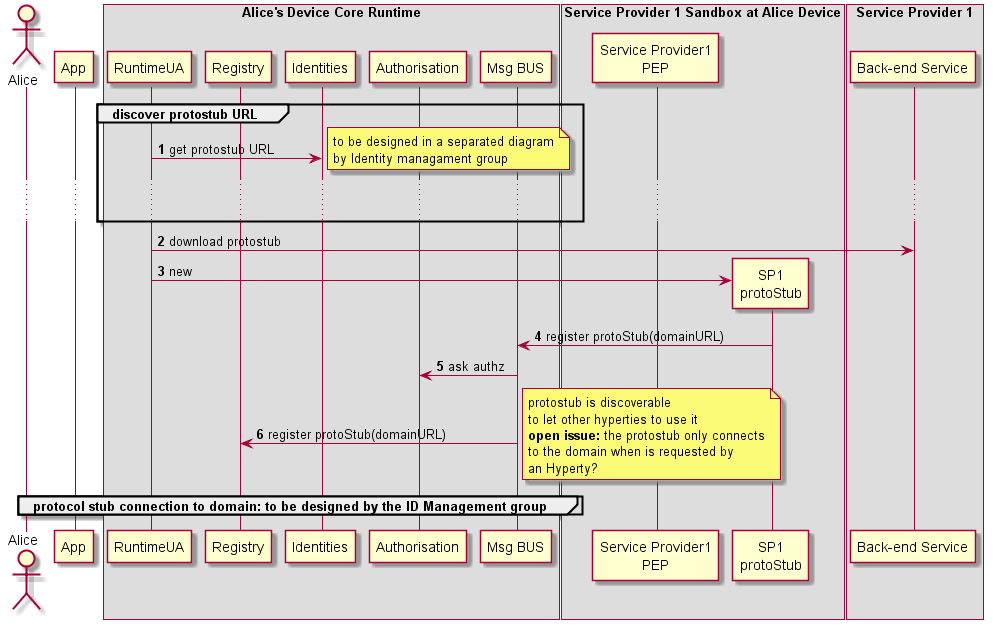 Alice's Device Core Runtime
Service Provider 1 Sandbox at Alice Device
Service Provider 1
Alice
App
RuntimeUA
Registry
Identities
Authorisation
Msg BUS
Service Provider1
PEP
Back-end Service
discover protostub URL
1 get protostub URL
to be designed in a separated diagram
by Identity managament group
2 download protostub
3 new
SP1
protoStub
4 register protoStub(domainURL)
5 ask authz
protostub is discoverable
to let other hyperties to use it
open issue: the protostub only connects
to the domain when is requested by
an Hyperty?
6 register protoStub(domainURL)
protocol stub connection to domain: to be designed by the ID Management group
Alice
App
RuntimeUA
Registry
Identities
Authorisation
Msg BUS
Service Provider1
PEP
SP1
protoStub
Back-end Service